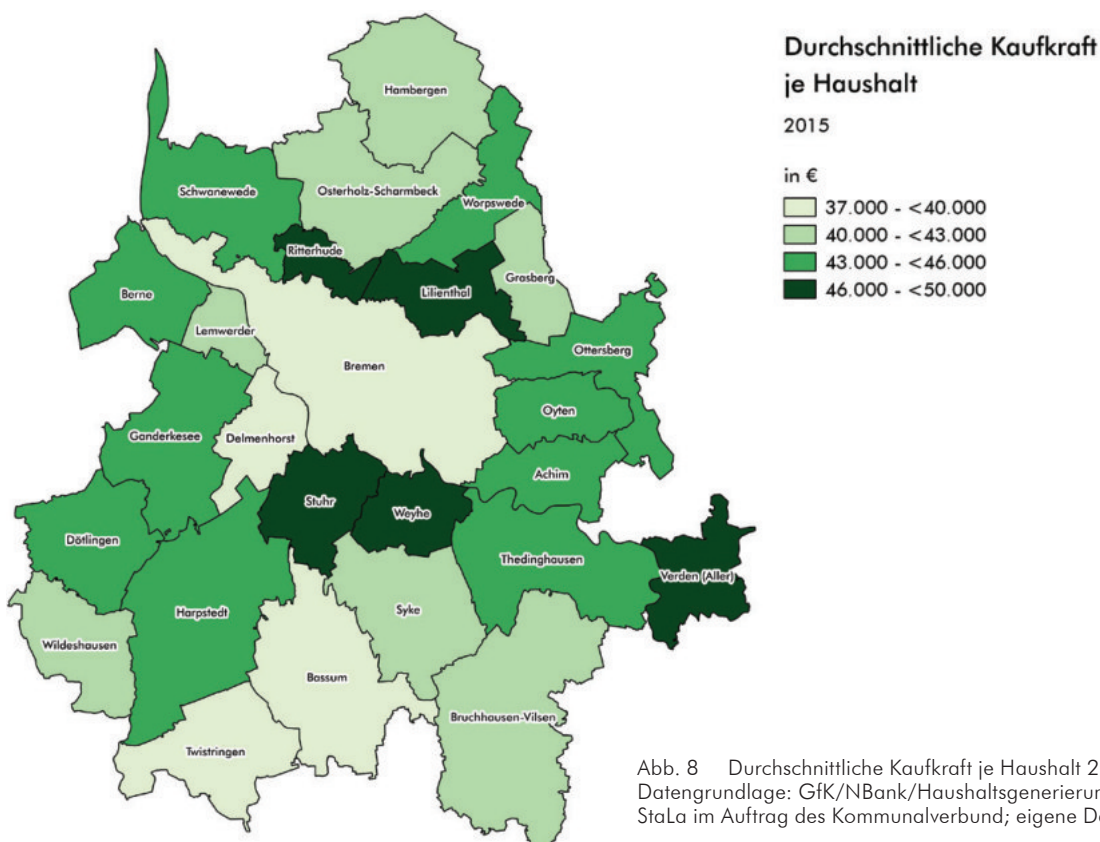 Durchschnittliche Kaufkraft
je Haushalt
2015
in €
37.000 - <40.000
40.000 - <43.000
43.000 - <46.000
46.000 - <50.000
Hambergen
Schwanewede
Osterholz-Scharmbeck
Worpswede
Ritterhude
Grasberg
Berne
Lilienthal
Lemwerder
Ottersberg
Bremen
Oyten
Ganderkesee
Delmenhorst
Achim
Stuhr
Weyhe
Dötlingen
Thedinghausen
Verden (Aller)
Harpstedt
Syke
Wildeshausen
Bassum
Bruchhausen-Vilsen
Twistringen
Abb. 8 Durchschnittliche Kaufkraft je Haushalt 2
Datengrundlage: GfK/NBank/Haushaltsgenerierun
StaLa im Auftrag des Kommunalverbund; eigene D